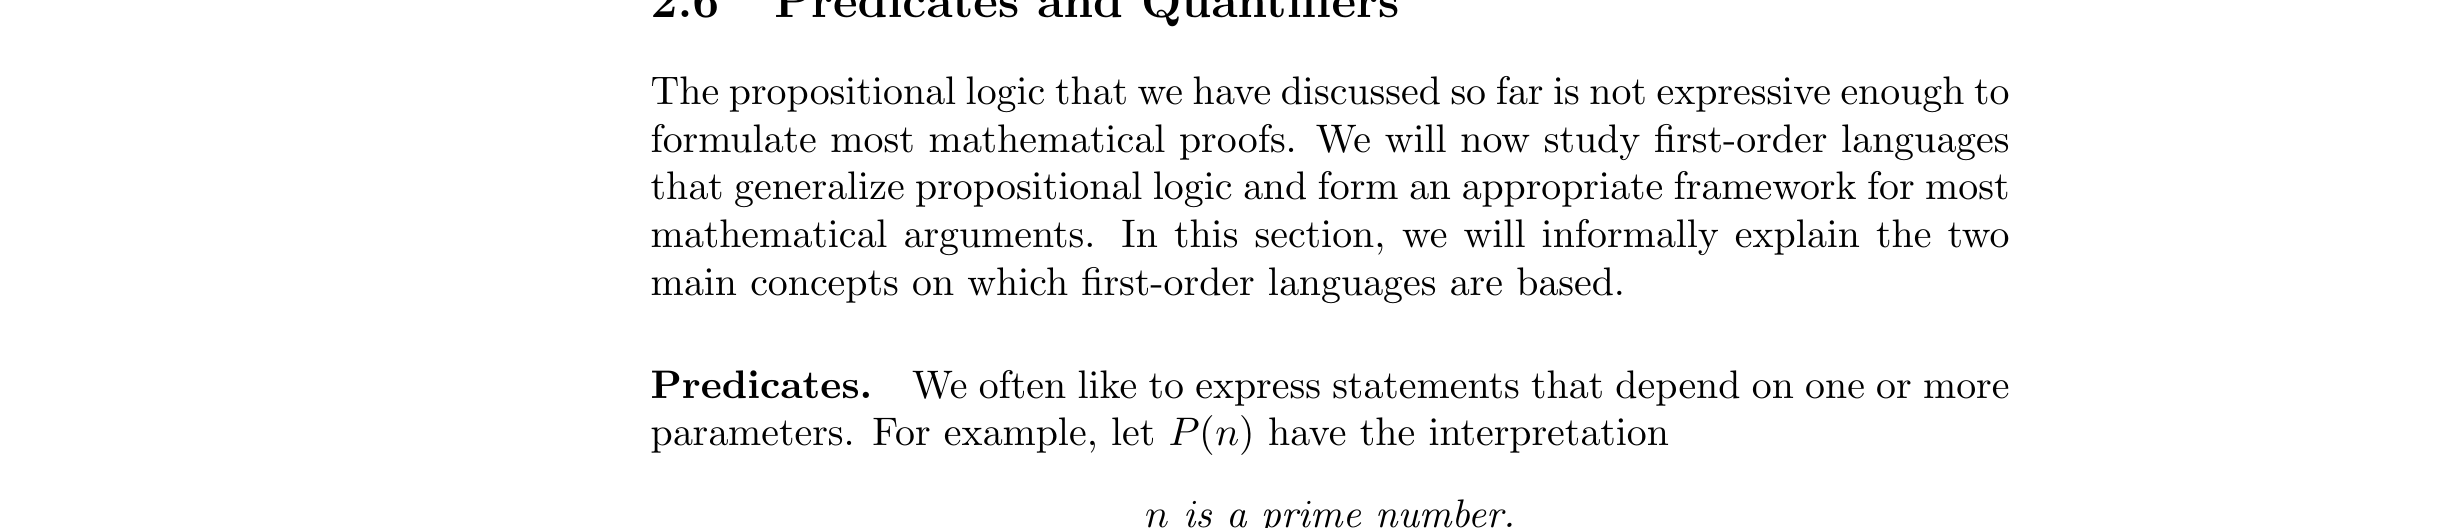 2.6 Predicates and Quantifiers
The propositional logic that we have discussed so far is not expressive enough to
formulate most mathematical proofs. We will now study first-order languages
that generalize propositional logic and form an appropriate framework for most
mathematical arguments. In this section, we will informally explain the two
main concepts on which first-order languages are based.
Predicates. We often like to express statements that depend on one or more
parameters. For example, let P(n) have the interpretation
n is a prime number.